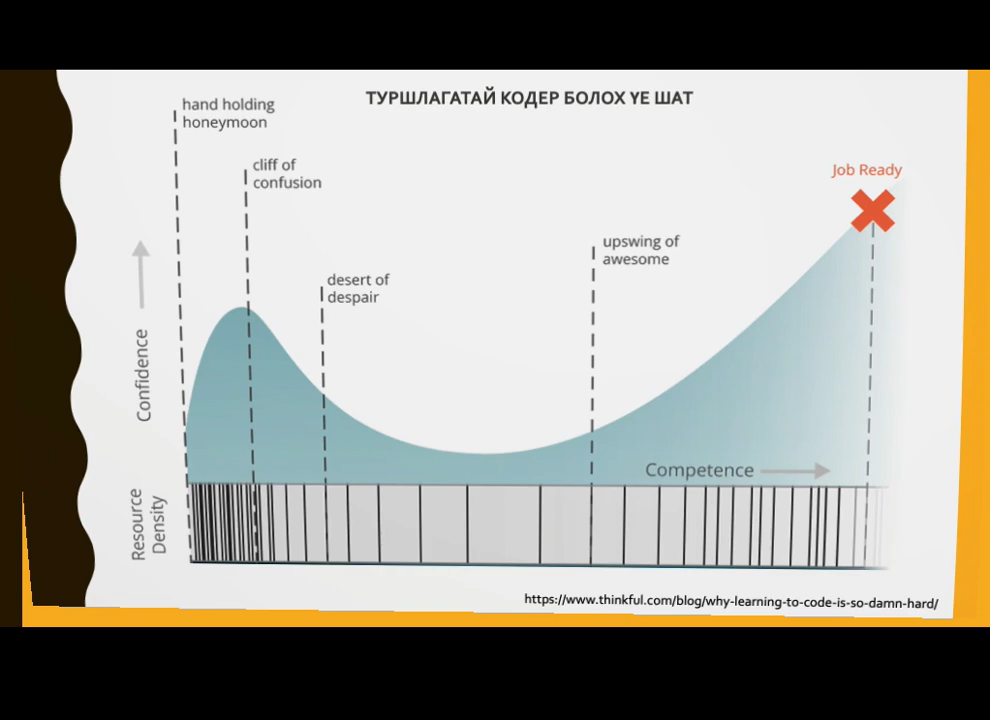 ТУРШЛАГАТАЙ КОДЕР БОЛОХ ҮЕ ШАТ
hand holding
honeymoon
cliff of
confusion
desert of
despair
upswing of
awesome
Job Ready
Confidence
Competence
Resource
Density
https://www.thinkful.com/blog/why-learning-to-code-is-so-damn-hard/